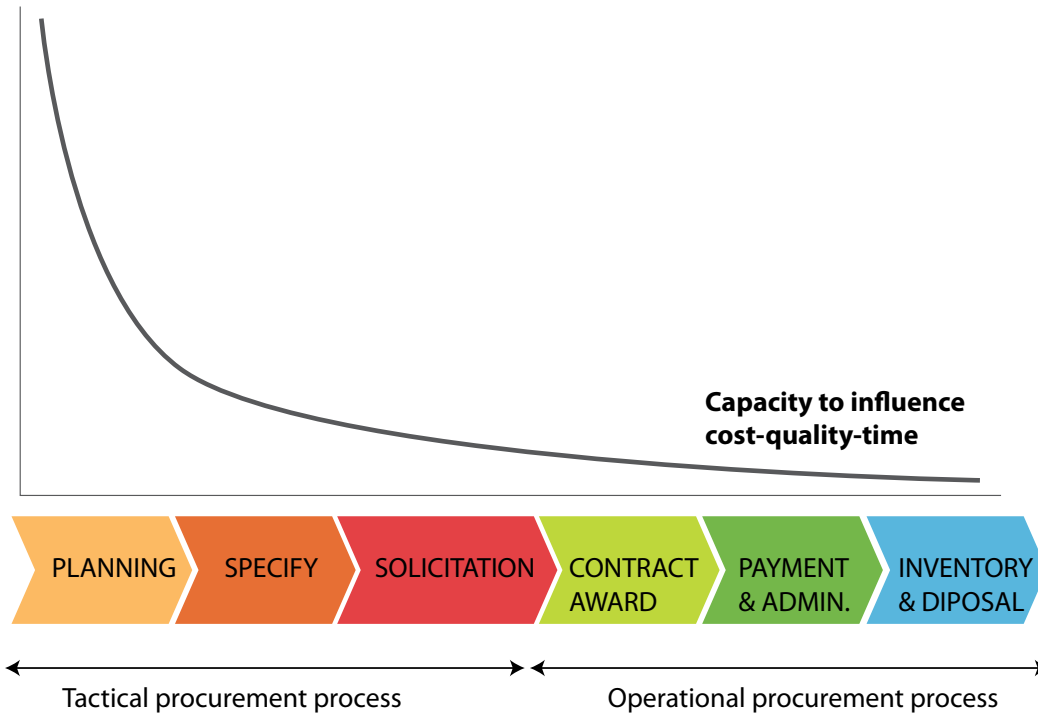 Capacity to influence
cost-quality-time
PLANNING
SPECIFY
SOLICITATION
CONTRACT
AWARD
PAYMENT
& ADMIN.
INVENTORY
& DIPOSAL
Tactical procurement process
Operational procurement process